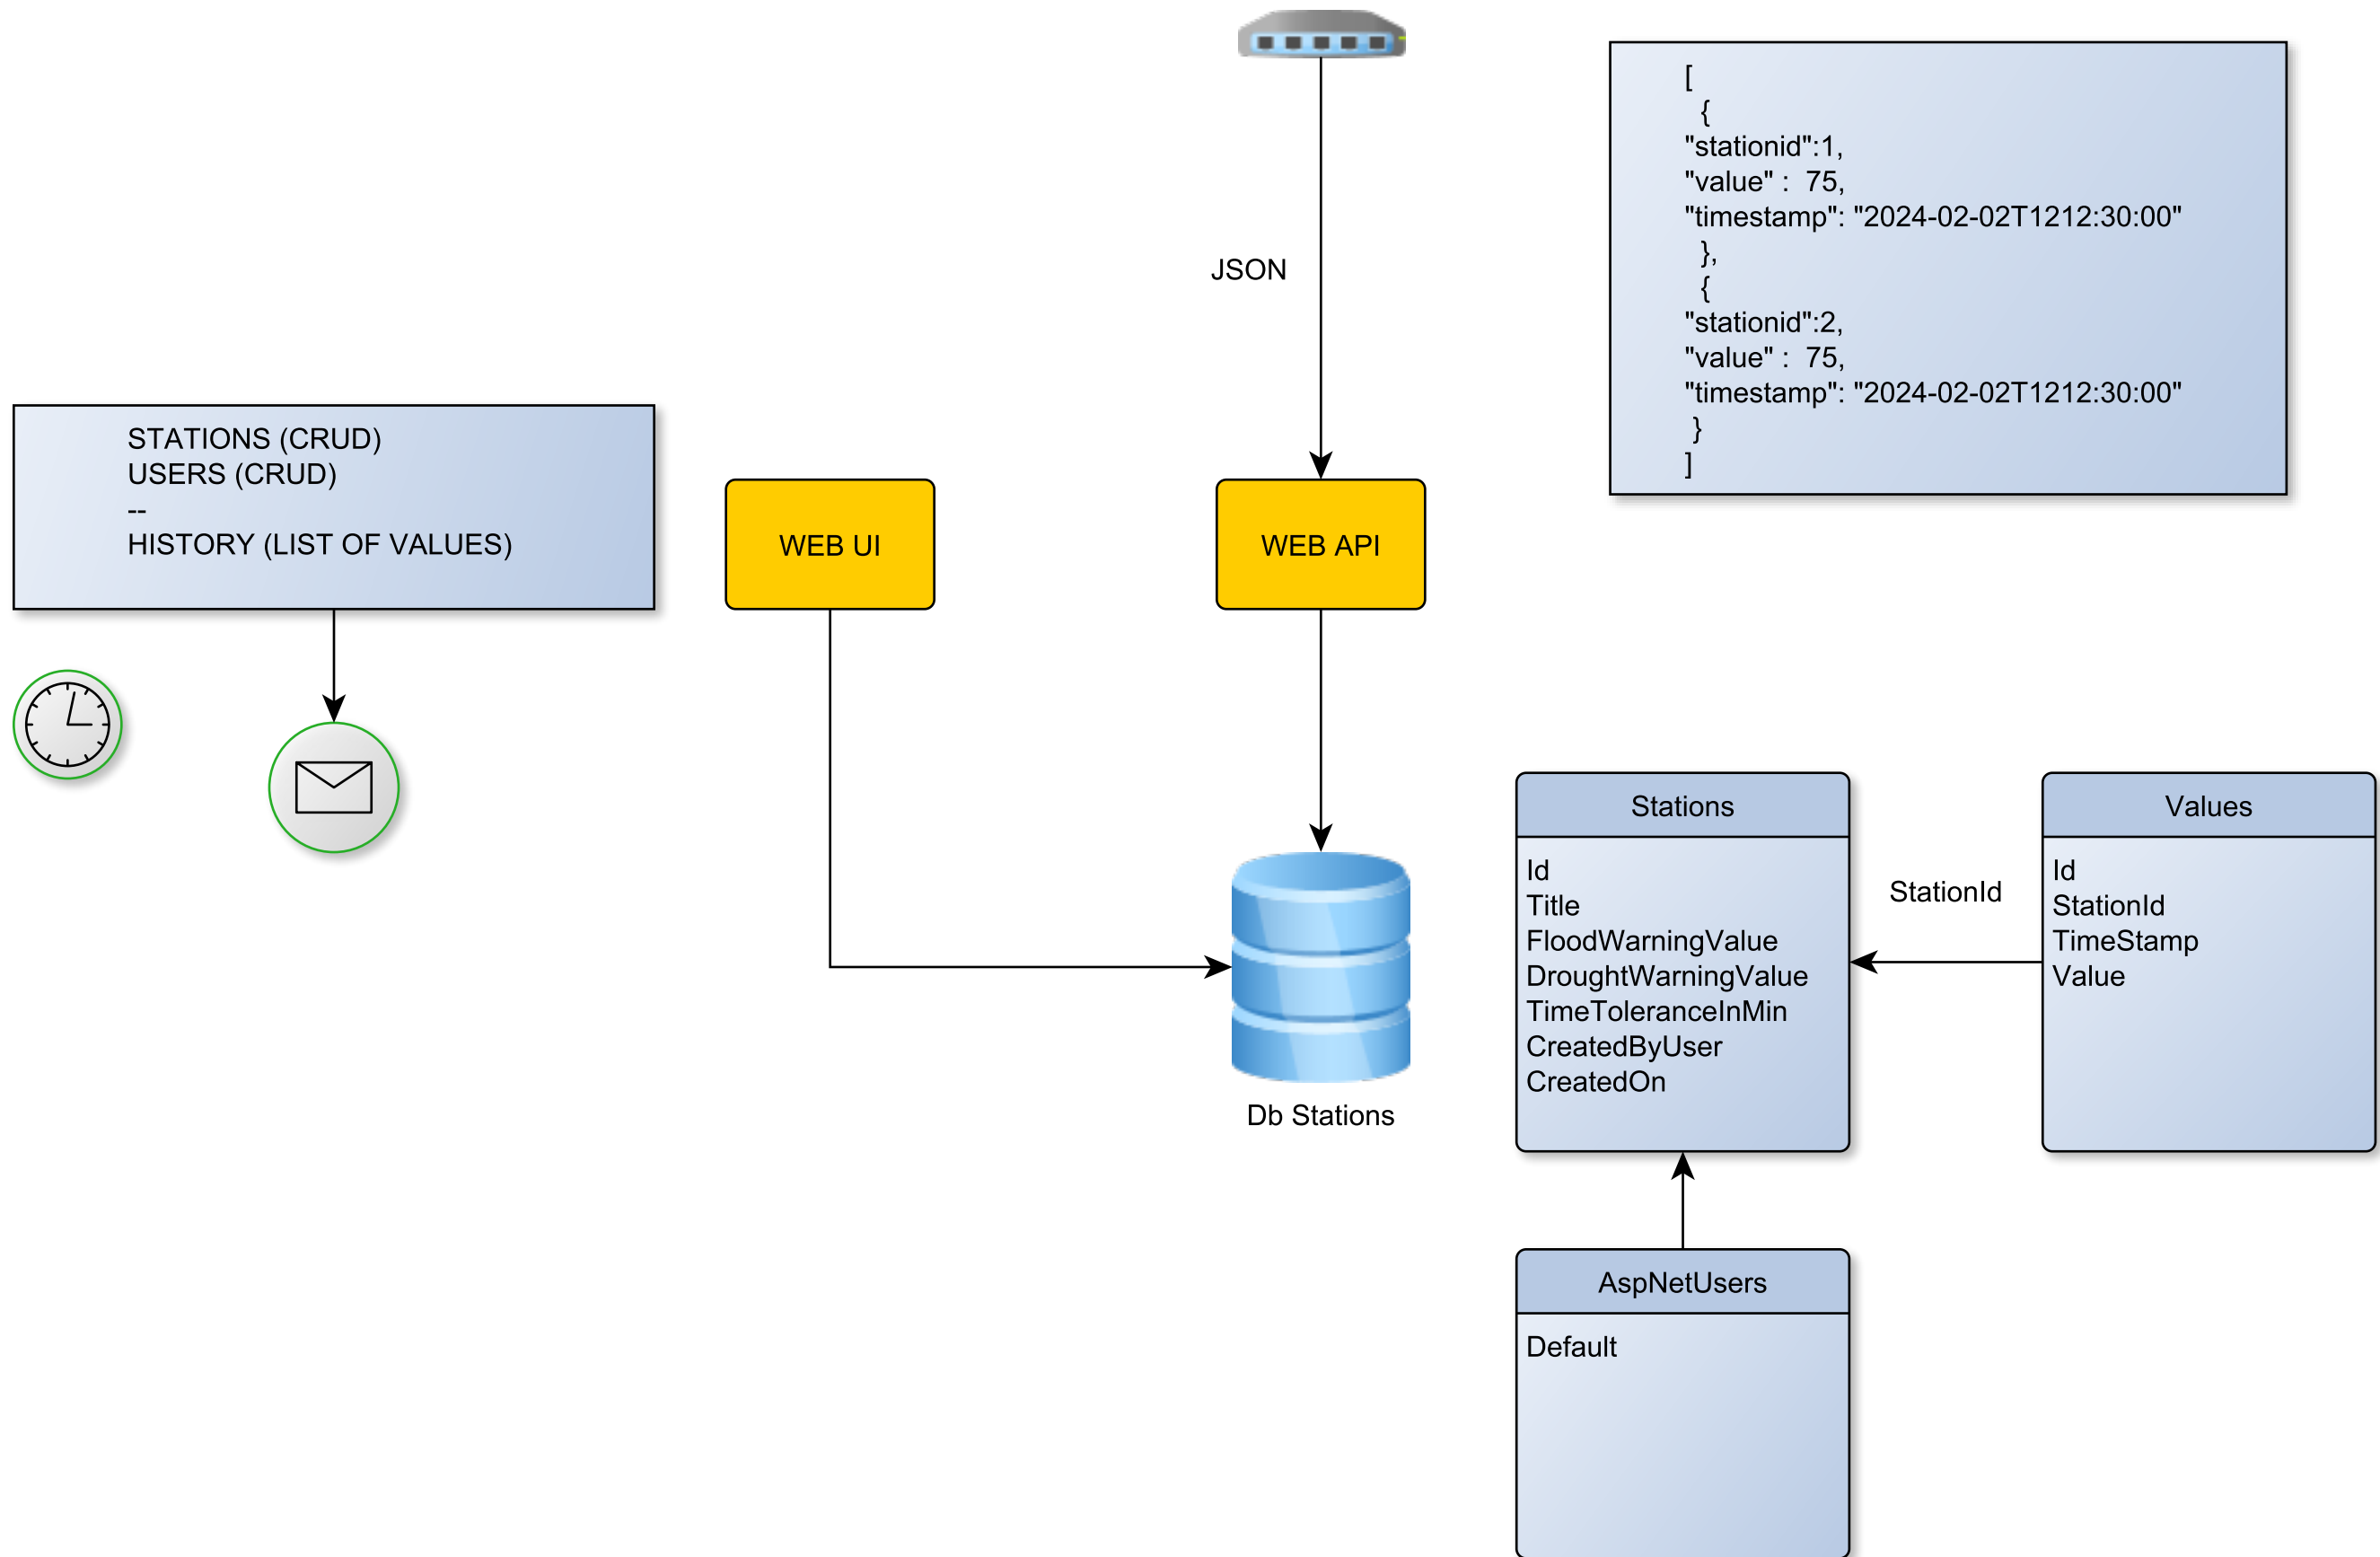 JSON
[
{
"stationid":1,
"value" :  75,
"timestamp": "2024-02-02T1212:30:00"
},
{
"stationid":2,
"value" :  75,
"timestamp": "2024-02-02T1212:30:00"
}
]
STATIONS (CRUD)
USERS (CRUD)
--
HISTORY (LIST OF VALUES)
WEB UI
WEB API
Db Stations
Stations
Id
Title
FloodWarningValue
DroughtWarningValue
TimeToleranceInMin
CreatedByUser
CreatedOn
StationId
Values
Id
StationId
TimeStamp
Value
AspNetUsers
Default